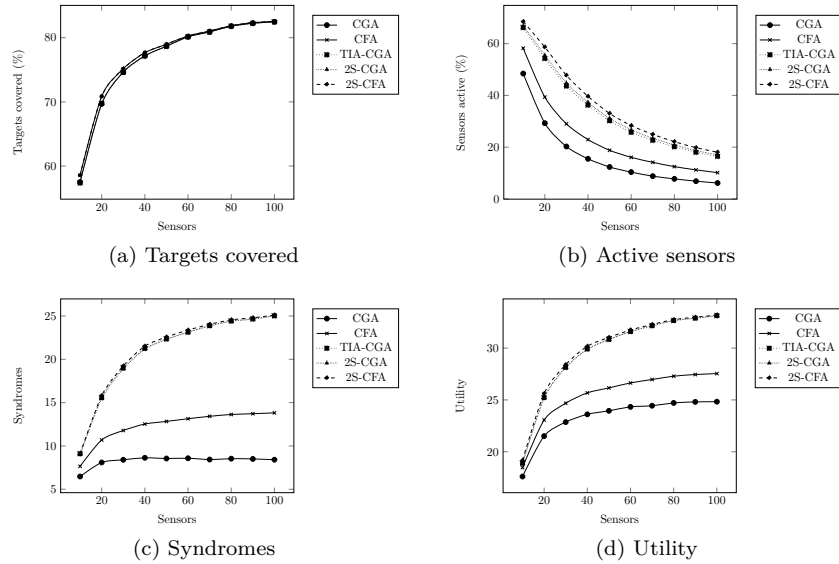 80
70
60
20
40
60
80
100
Sensors
Targets covered (%)
CGA
CFA
TIA-CGA
2S-CGA
2S-CFA
(a) Targets covered
60
40
20
0
20
40
60
80
100
Sensors
Sensors active (%)
CGA
CFA
TIA-CGA
2S-CGA
2S-CFA
(b) Active sensors
25
20
15
10
5
20
40
60
80
100
Sensors
Syndromes
CGA
CFA
TIA-CGA
2S-CGA
2S-CFA
(c) Syndromes
30
25
20
20
40
60
80
100
Sensors
Utility
CGA
CFA
TIA-CGA
2S-CGA
2S-CFA
(d) Utility